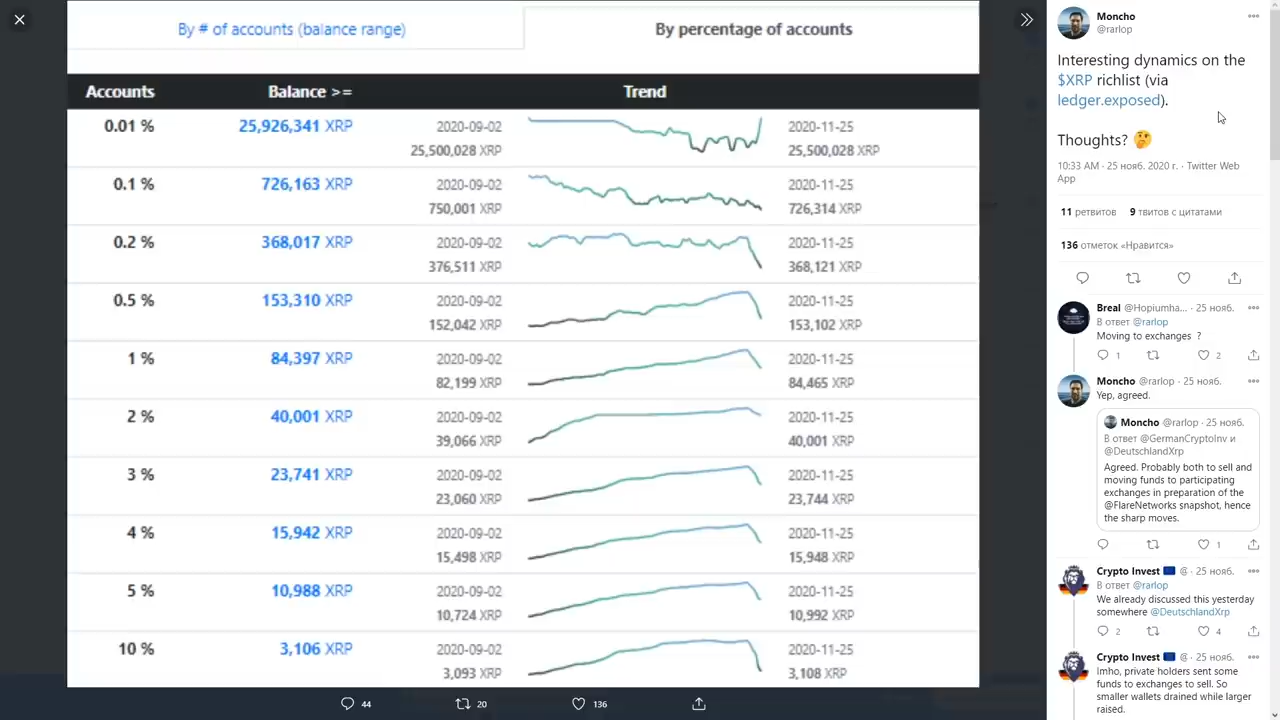 By # of accounts (balance range)
By percentage of accounts
Accounts Balance >= Trend
0.01 % 25,926,341 XRP 2020-09-02 2020-11-25
25,500,028 XRP 25,500,028 XRP
0.1 % 726,163 XRP 2020-09-02 2020-11-25
750,001 XRP 726,314 XRP
0.2 % 368,017 XRP 2020-09-02 2020-11-25
376,511 XRP 368,121 XRP
0.5 % 153,310 XRP 2020-09-02 2020-11-25
152,042 XRP 153,102 XRP
1 % 84,397 XRP 2020-09-02 2020-11-25
82,199 XRP 84,465 XRP
2 % 40,001 XRP 2020-09-02 2020-11-25
39,066 XRP 40,001 XRP
3 % 23,741 XRP 2020-09-02 2020-11-25
23,060 XRP 23,744 XRP
4 % 15,942 XRP 2020-09-02 2020-11-25
15,498 XRP 15,948 XRP
5 % 10,988 XRP 2020-09-02 2020-11-25
10,724 XRP 10,992 XRP
10 % 3,106 XRP 2020-09-02 2020-11-25
3,093 XRP 3,108 XRP
44 20 136
Moncho
@rarlop
Interesting dynamics on the
$XRP richlist (via
ledger.exposed).
Thoughts? 🤔
10:33 AM · 25 нояб. 2020 г. · Twitter Web
App
11 ретвитов 9 твитов с цитатами
136 отметок «Нравится»
Breal @Hopiumha... · 25 нояб.
В ответ @rarlop
Moving to exchanges ?
1 2
Moncho @rarlop · 25 нояб.
Yep, agreed.
Moncho @rarlop · 25 нояб.
В ответ @GermanCryptoInv и
@DeutschlandXrp
Agreed. Probably both to sell and
moving funds to participating
exchanges in preparation of the
@FlareNetworks snapshot, hence
the sharp moves.
1
Crypto Invest 🇪🇺 @ · 25 нояб.
В ответ @rarlop
We already discussed this yesterday
somewhere @DeutschlandXrp
2 4
Crypto Invest 🇪🇺 @ · 25 нояб.
Imho, private holders sent some
funds to exchanges to sell. So
smaller wallets drained while larger
raised.